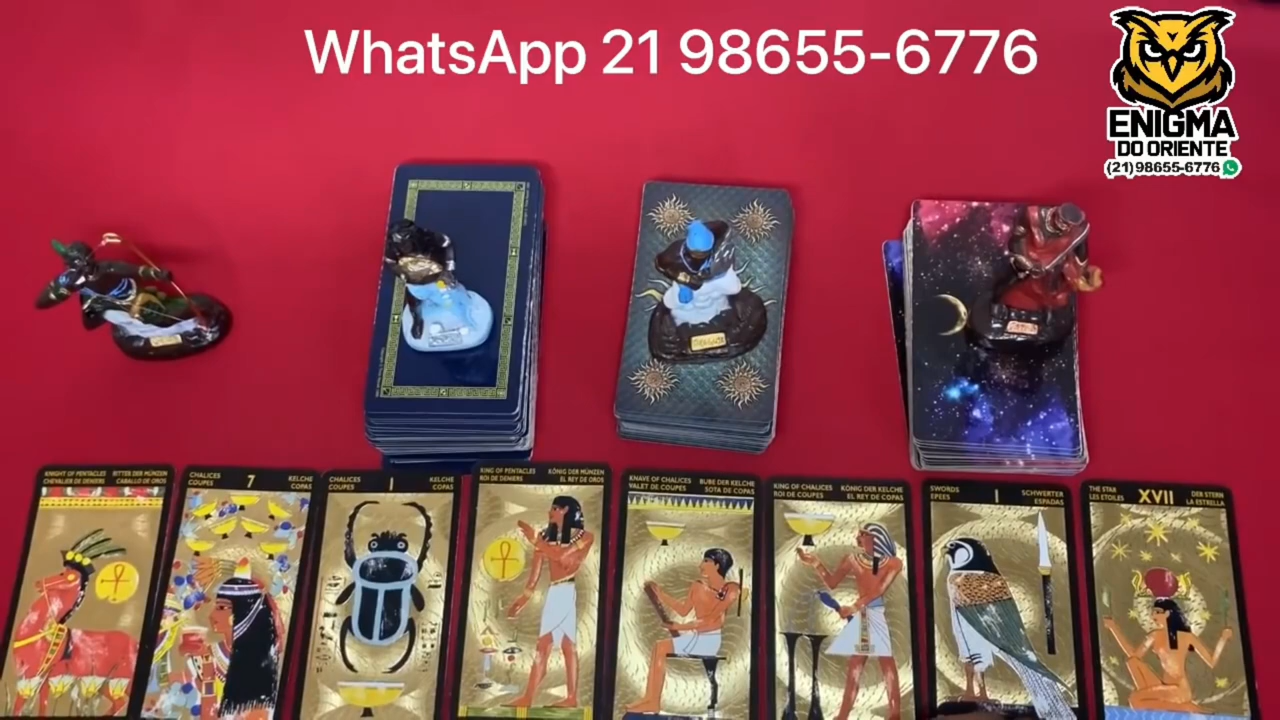 WhatsApp 21 98655-6776
ENIGMA
DO ORIENTE
(21)98655-6776
KNIGHT OF PENTACLES
CHEVALIER DE DENIERS
RITTER DER MÜNZEN
CABALLO DE OROS
CHALICES
COUPES
7
KELCHE
COPAS
CHALICES
COUPES
I
KELCHE
COPAS
KING OF PENTACLES
ROI DE DENIERS
KÖNIG DER MÜNZEN
EL REY DE OROS
KNAVE OF CHALICES
VALET DE COUPES
BUBE DER KELCHE
SOTA DE COPAS
KING OF CHALICES
ROI DE COUPES
KÖNIG DER KELCHE
EL REY DE COPAS
SWORDS
EPEES
I
SCHWERTER
ESPADAS
THE STAR
LES ETOILES
XVII
DER STERN
LA ESTRELLA